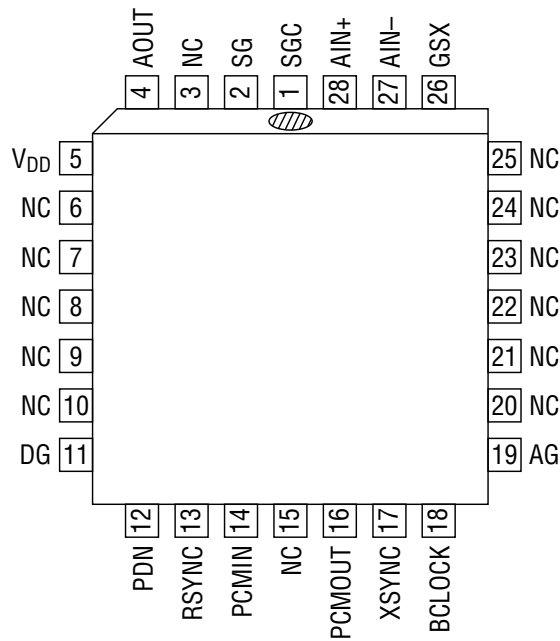 AOUT NC SG SGC AIN+ AIN– GSX
4 3 2 1 28 27 26
VDD 5 25 NC
NC 6 24 NC
NC 7 23 NC
NC 8 22 NC
NC 9 21 NC
NC 10 20 NC
DG 11 19 AG
12 13 14 15 16 17 18
PDN RSYNC PCMIN NC PCMOUT XSYNC BCLOCK